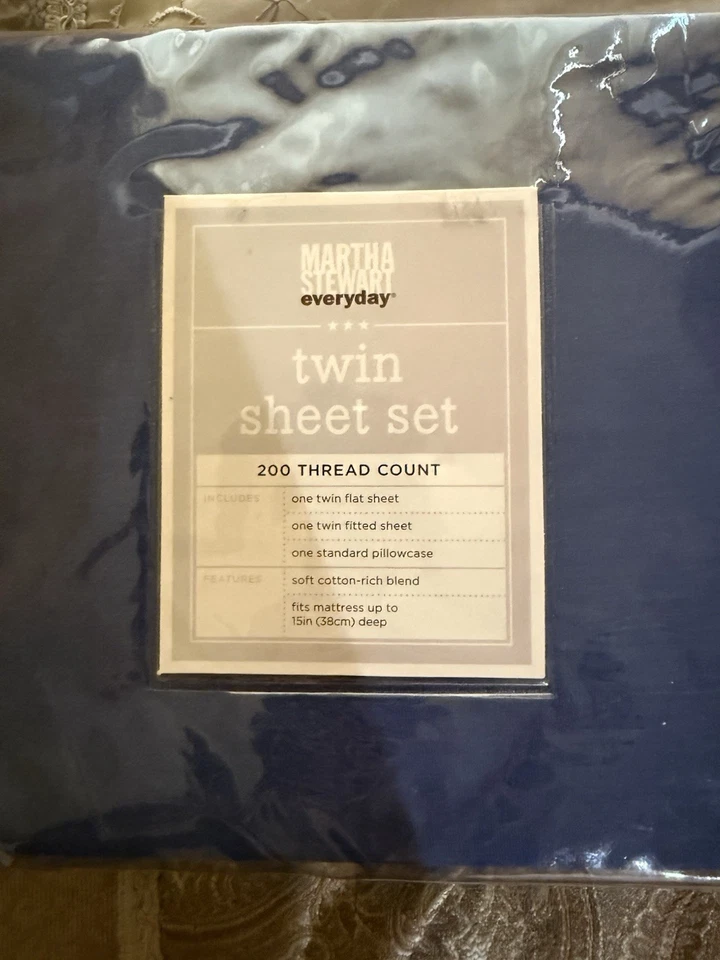 MARTHA
STEWART
everyday®
twin
sheet set
200 THREAD COUNT
INCLUDES
one twin flat sheet
one twin fitted sheet
one standard pillowcase
FEATURES
soft cotton-rich blend
fits mattress up to
15in (38cm) deep